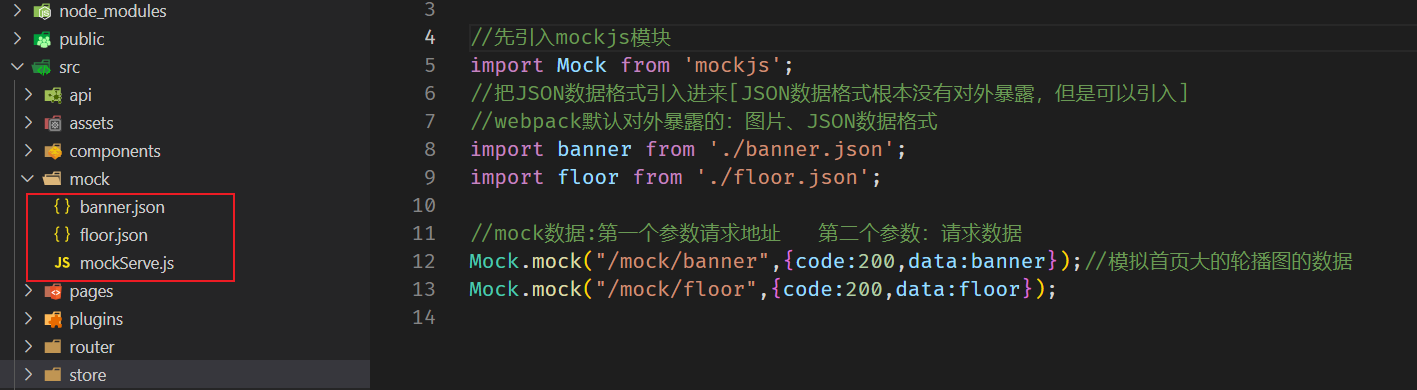 node_modules
public
src
api
assets
components
mock
{ } banner.json
{ } floor.json
JS mockServe.js
pages
plugins
router
store
3
4 //先引入mockjs模块
5 import Mock from 'mockjs';
6 //把JSON数据格式引入进来[JSON数据格式根本没有对外暴露，但是可以引入]
7 //webpack默认对外暴露的：图片、JSON数据格式
8 import banner from './banner.json';
9 import floor from './floor.json';
10
11 //mock数据:第一个参数请求地址   第二个参数：请求数据
12 Mock.mock("/mock/banner",{code:200,data:banner});//模拟首页大的轮播图的数据
13 Mock.mock("/mock/floor",{code:200,data:floor});
14